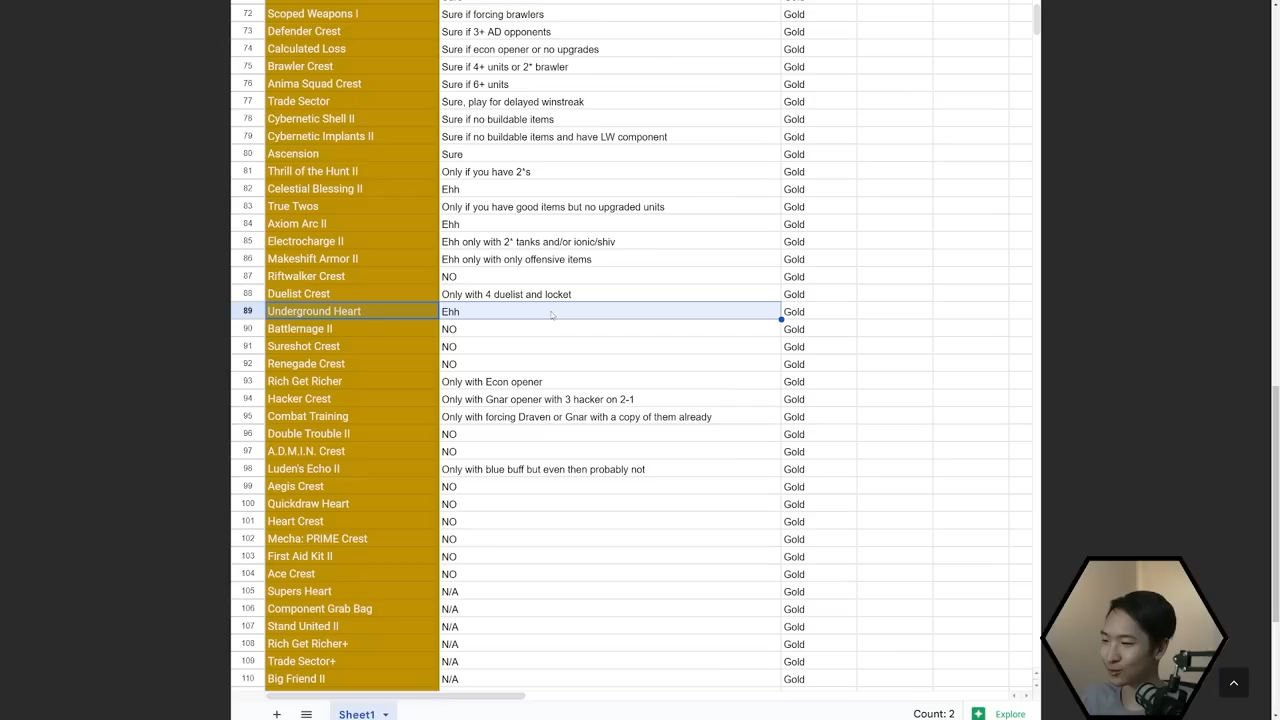 72 Scoped Weapons I Sure if forcing brawlers Gold
73 Defender Crest Sure if 3+ AD opponents Gold
74 Calculated Loss Sure if econ opener or no upgrades Gold
75 Brawler Crest Sure if 4+ units or 2* brawler Gold
76 Anima Squad Crest Sure if 6+ units Gold
77 Trade Sector Sure, play for delayed winstreak Gold
78 Cybernetic Shell II Sure if no buildable items Gold
79 Cybernetic Implants II Sure if no buildable items and have LW component Gold
80 Ascension Sure Gold
81 Thrill of the Hunt II Only if you have 2*s Gold
82 Celestial Blessing II Ehh Gold
83 True Twos Only if you have good items but no upgraded units Gold
84 Axiom Arc II Ehh Gold
85 Electrocharge II Ehh only with 2* tanks and/or ionic/shiv Gold
86 Makeshift Armor II Ehh only with only offensive items Gold
87 Riftwalker Crest NO Gold
88 Duelist Crest Only with 4 duelist and locket Gold
89 Underground Heart Ehh Gold
90 Battlemage II NO Gold
91 Sureshot Crest NO Gold
92 Renegade Crest NO Gold
93 Rich Get Richer Only with Econ opener Gold
94 Hacker Crest Only with Gnar opener with 3 hacker on 2-1 Gold
95 Combat Training Only with forcing Draven or Gnar with a copy of them already Gold
96 Double Trouble II NO Gold
97 A.D.M.I.N. Crest NO Gold
98 Luden's Echo II Only with blue buff but even then probably not Gold
99 Aegis Crest NO Gold
100 Quickdraw Heart NO Gold
101 Heart Crest NO Gold
102 Mecha: PRIME Crest NO Gold
103 First Aid Kit II NO Gold
104 Ace Crest NO Gold
105 Supers Heart N/A Gold
106 Component Grab Bag N/A Gold
107 Stand United II N/A Gold
108 Rich Get Richer+ N/A Gold
109 Trade Sector+ N/A Gold
110 Big Friend II N/A Gold
Sheet1 Count: 2 Explore